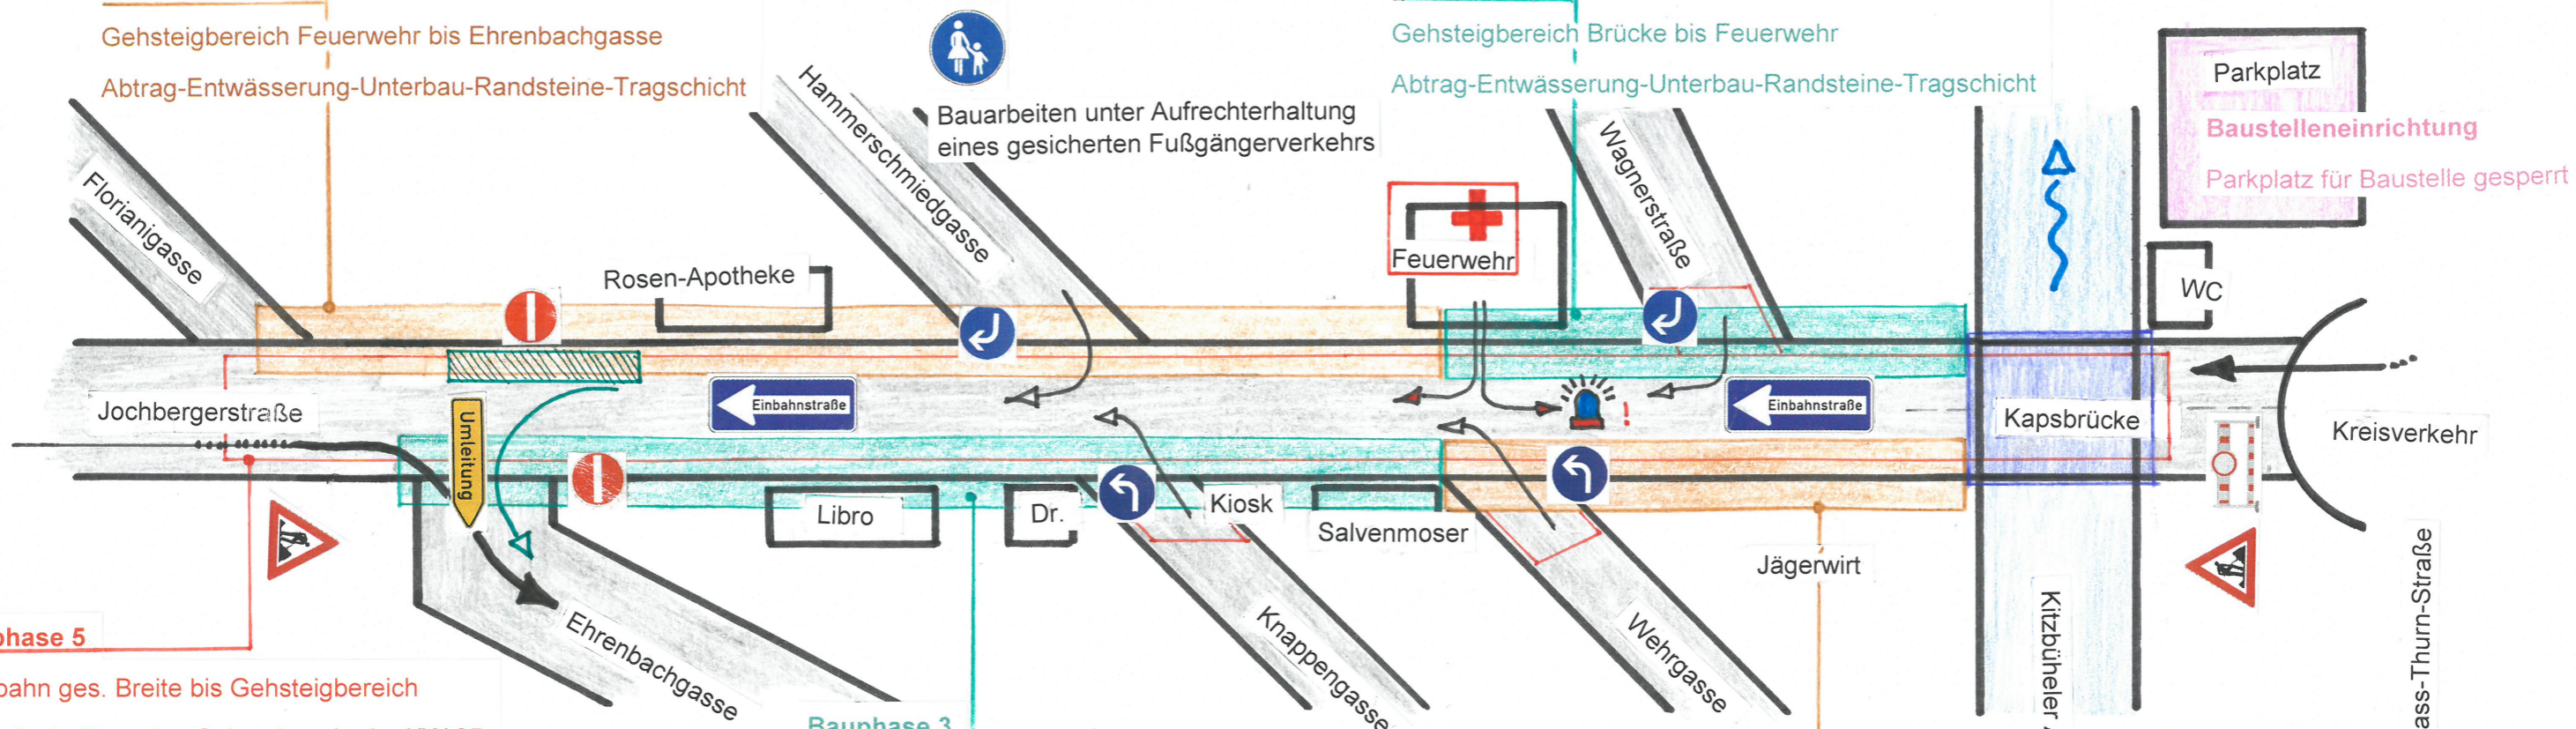 Gehsteigbereich Feuerwehr bis Ehrenbachgasse
Abtrag-Entwässerung-Unterbau-Randsteine-Tragschicht
Bauarbeiten unter Aufrechterhaltung
eines gesicherten Fußgängerverkehrs
Gehsteigbereich Brücke bis Feuerwehr
Abtrag-Entwässerung-Unterbau-Randsteine-Tragschicht
Parkplatz
Baustelleneinrichtung
Parkplatz für Baustelle gesperrt
Florianigasse
Hammerschmiedgasse
Wagnerstraße
Rosen-Apotheke
Feuerwehr
WC
Jochbergerstraße
Umleitung
Einbahnstraße
Einbahnstraße
Kapsbrücke
Kreisverkehr
Libro
Dr.
Kiosk
Salvenmoser
Jägerwirt
Ehrenbachgasse
Knappengasse
Wehrgasse
Kitzbüheler
ass-Thurn-Straße
phase 5
bahn ges. Breite bis Gehsteigbereich
Bauphase 3